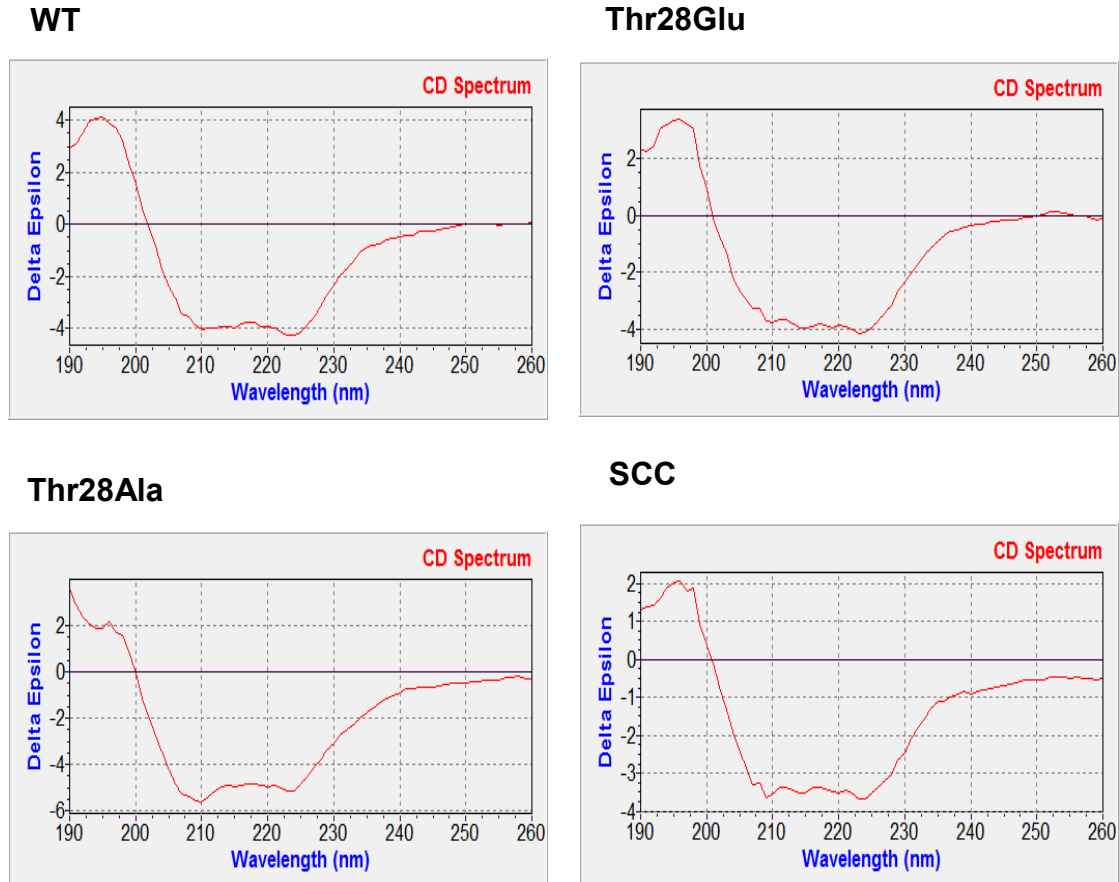 WT
CD Spectrum
4
2
0
-2
-4
Delta Epsilon
190 200 210 220 230 240 250 260
Wavelength (nm)
Thr28Glu
CD Spectrum
2
0
-2
-4
Delta Epsilon
190 200 210 220 230 240 250 260
Wavelength (nm)
Thr28Ala
CD Spectrum
2
0
-2
-4
-6
Delta Epsilon
190 200 210 220 230 240 250 260
Wavelength (nm)
SCC
CD Spectrum
2
1
0
-1
-2
-3
-4
Delta Epsilon
190 200 210 220 230 240 250 260
Wavelength (nm)